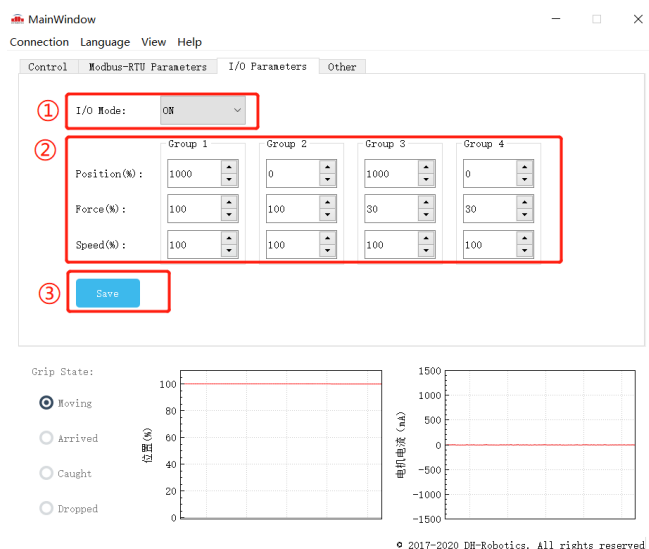 MainWindow
Connection Language View Help
Control Modbus-RTU Parameters I/O Parameters Other
① I/O Mode: ON
②
Group 1 Group 2 Group 3 Group 4
Position(%): 1000 0 1000 0
Force(%): 100 100 30 30
Speed(%): 100 100 100 100
③ Save
Grip State:
Moving
Arrived
Caught
Dropped
位置(%)
100
80
60
40
20
0
电机电流(mA)
1500
1000
500
0
-500
-1000
-1500
© 2017-2020 DH-Robotics. All rights reserved